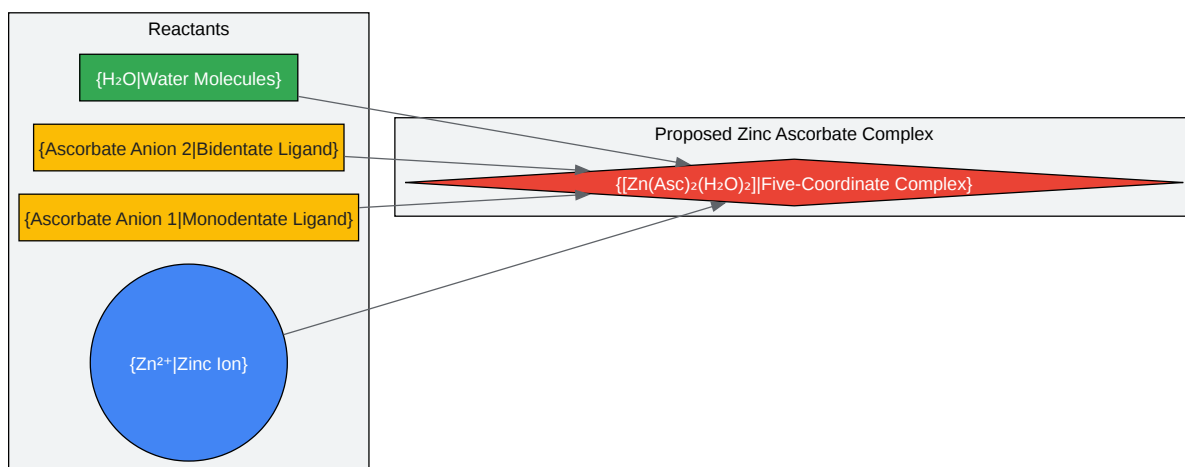 Reactants
{H₂O|Water Molecules}
{Ascorbate Anion 2|Bidentate Ligand}
{Ascorbate Anion 1|Monodentate Ligand}
{Zn²⁺|Zinc Ion}
Proposed Zinc Ascorbate Complex
{[Zn(Asc)₂(H₂O)₂]|Five-Coordinate Complex}